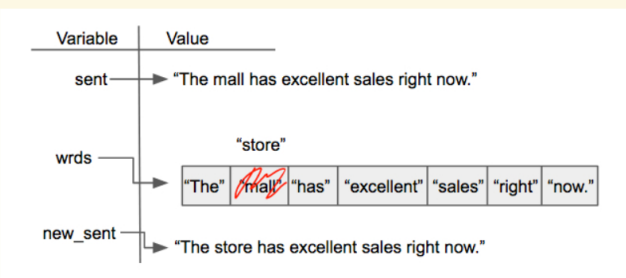 Variable Value
sent “The mall has excellent sales right now.”
“store”
wrds
“The” “mall” “has” “excellent” “sales” “right” “now.”
new_sent
“The store has excellent sales right now.”